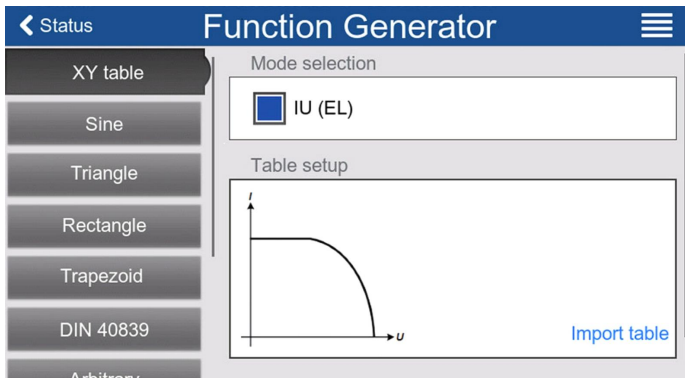 Status
Function Generator
XY table
Sine
Triangle
Rectangle
Trapezoid
DIN 40839
Arbitrary
Mode selection
IU (EL)
Table setup
I
U
Import table